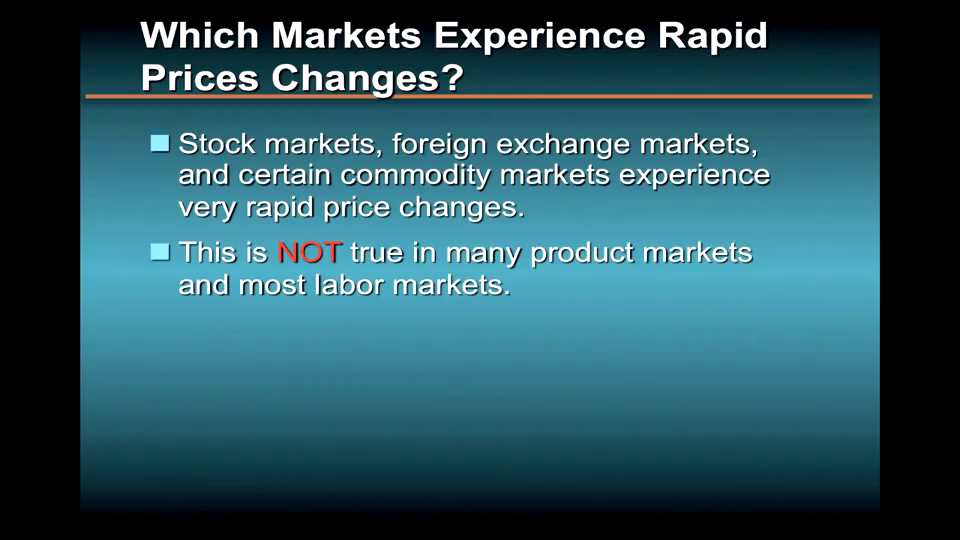 Which Markets Experience Rapid
Prices Changes?
Stock markets, foreign exchange markets,
and certain commodity markets experience
very rapid price changes.
This is NOT true in many product markets
and most labor markets.